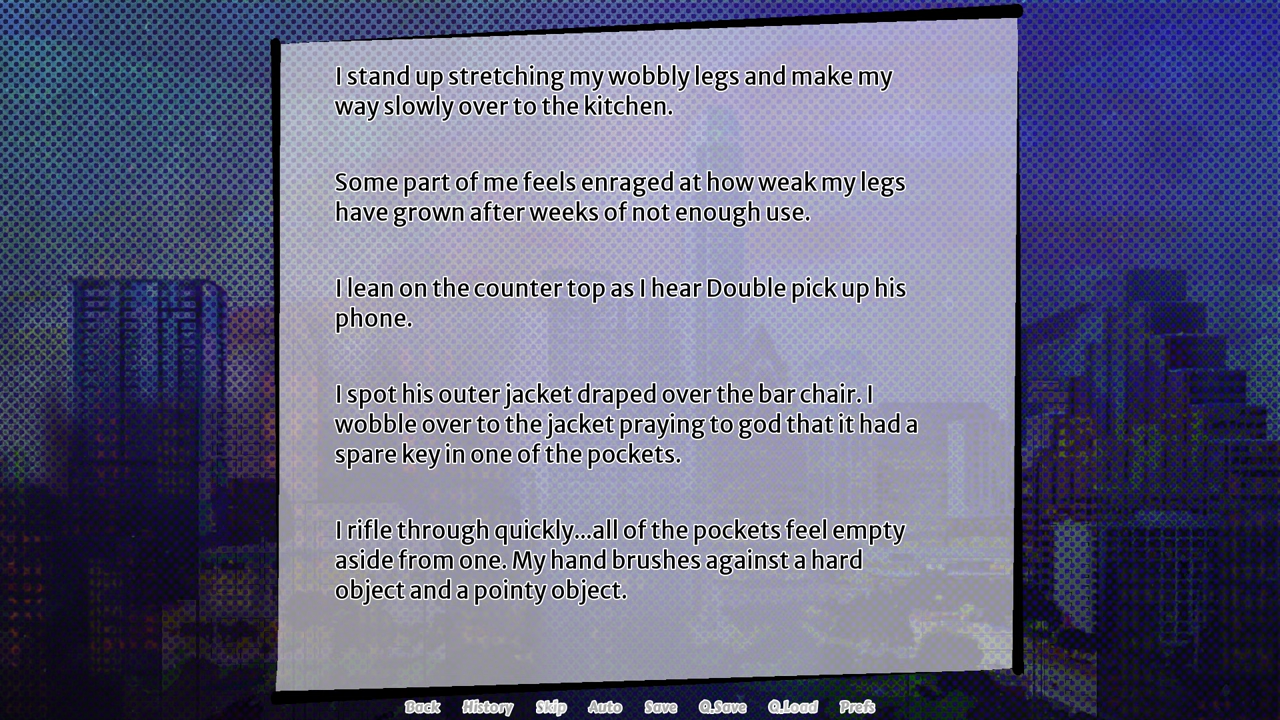 I stand up stretching my wobbly legs and make my
way slowly over to the kitchen.
Some part of me feels enraged at how weak my legs
have grown after weeks of not enough use.
I lean on the counter top as I hear Double pick up his
phone.
I spot his outer jacket draped over the bar chair. I
wobble over to the jacket praying to god that it had a
spare key in one of the pockets.
I rifle through quickly...all of the pockets feel empty
aside from one. My hand brushes against a hard
object and a pointy object.
Back History Skip Auto Save Q.Save Q.Load Prefs